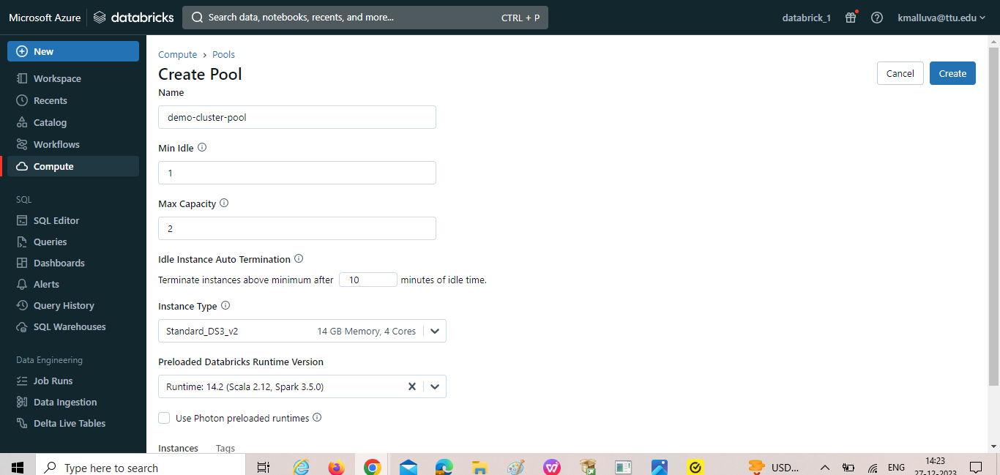 Microsoft Azure databricks Search data, notebooks, recents, and more... CTRL + P databrick_1 kmalluva@ttu.edu
New
Workspace
Recents
Catalog
Workflows
Compute
SQL
SQL Editor
Queries
Dashboards
Alerts
Query History
SQL Warehouses
Data Engineering
Job Runs
Data Ingestion
Delta Live Tables
Compute › Pools
Create Pool
Cancel Create
Name
demo-cluster-pool
Min Idle
1
Max Capacity
2
Idle Instance Auto Termination
Terminate instances above minimum after 10 minutes of idle time.
Instance Type
Standard_DS3_v2 14 GB Memory, 4 Cores
Preloaded Databricks Runtime Version
Runtime: 14.2 (Scala 2.12, Spark 3.5.0)
Use Photon preloaded runtimes
Instances Tags
Type here to search USD... ENG 14:23
27-12-2023